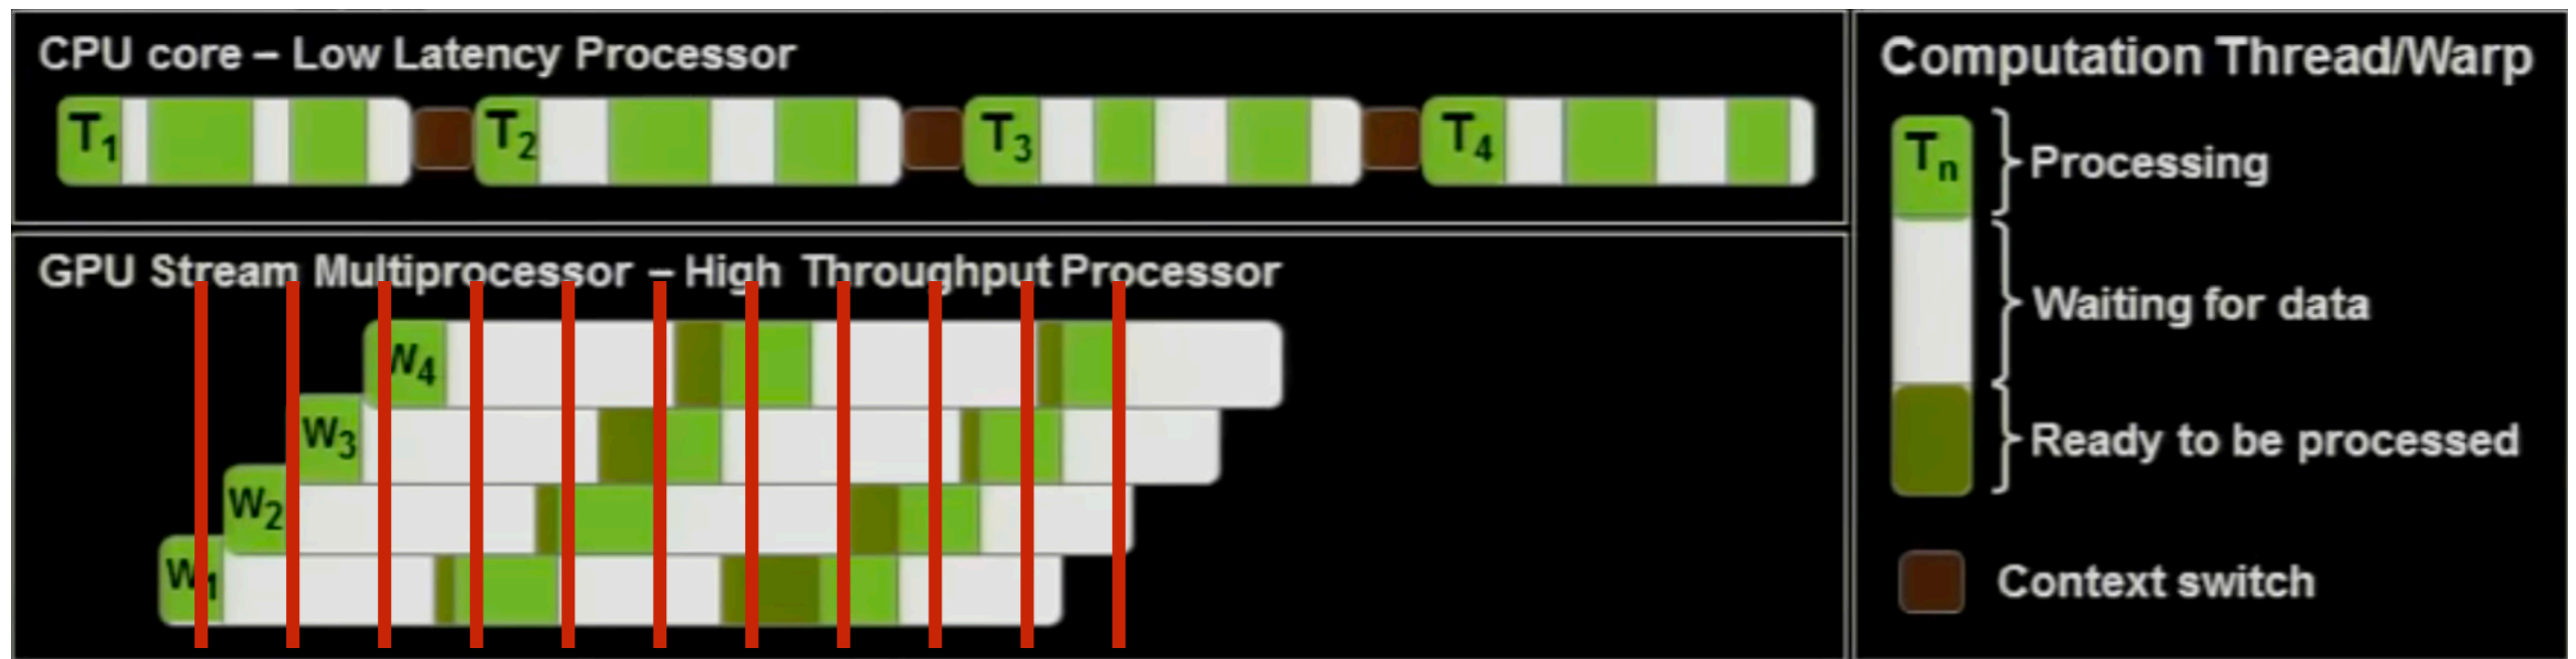 CPU core – Low Latency Processor
T1
T2
T3
T4
GPU Stream Multiprocessor – High Throughput Processor
W4
W3
W2
W1
Computation Thread/Warp
Tn
Processing
Waiting for data
Ready to be processed
Context switch